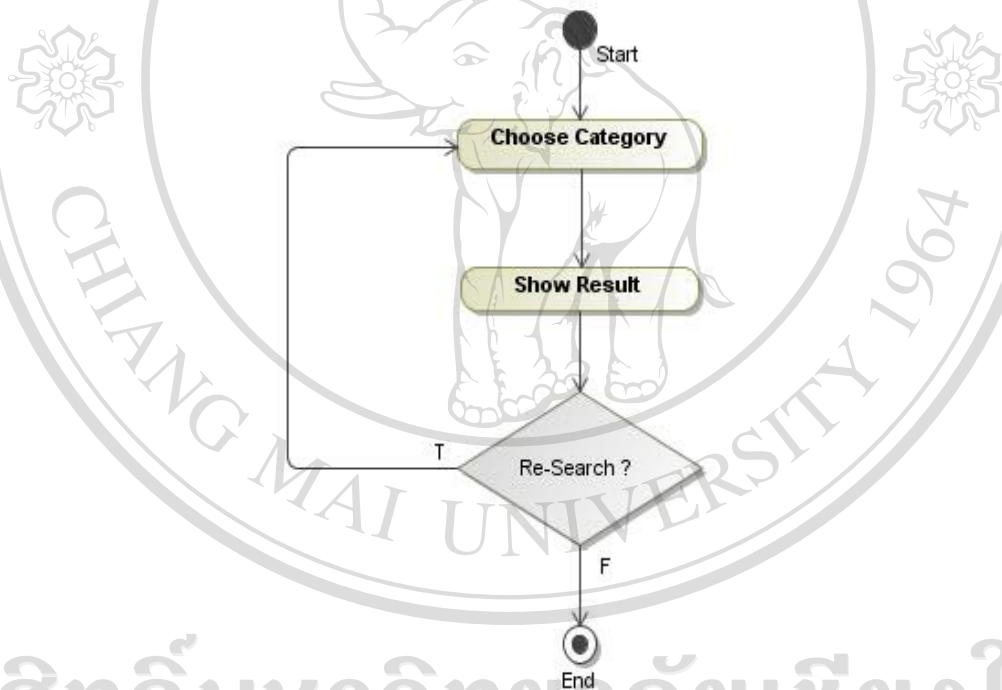 Start
Choose Category
Show Result
T
Re-Search ?
F
End
CHIANG MAI UNIVERSITY 1964